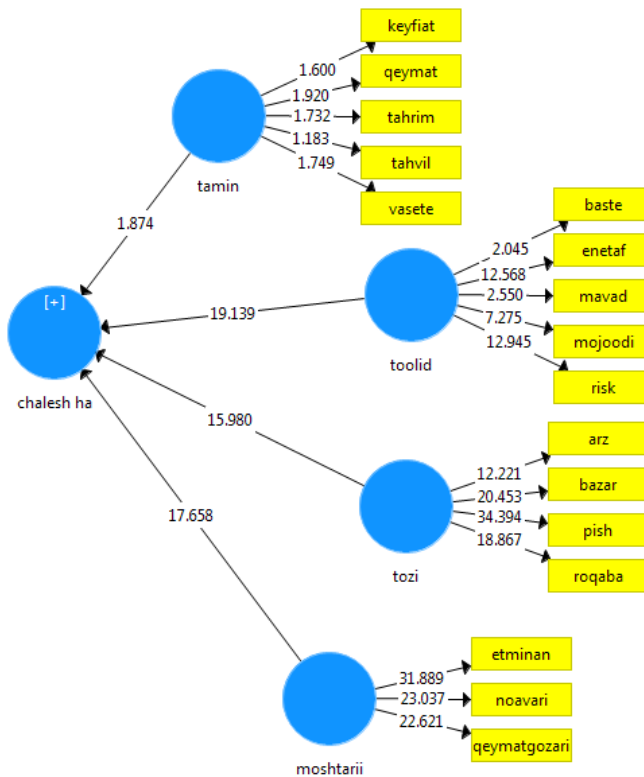 keyfiat
1.600
qeymat
1.920
tahrim
1.732
tahvil
1.183
vasete
1.749
tamin
1.874
baste
2.045
enetaf
12.568
mavad
2.550
mojoodi
7.275
risk
12.945
toolid
19.139
[+]
chalesh ha
15.980
arz
12.221
bazar
20.453
pish
34.394
roqaba
18.867
tozi
17.658
etminan
31.889
noavari
23.037
qeymatgozari
22.621
moshtarii